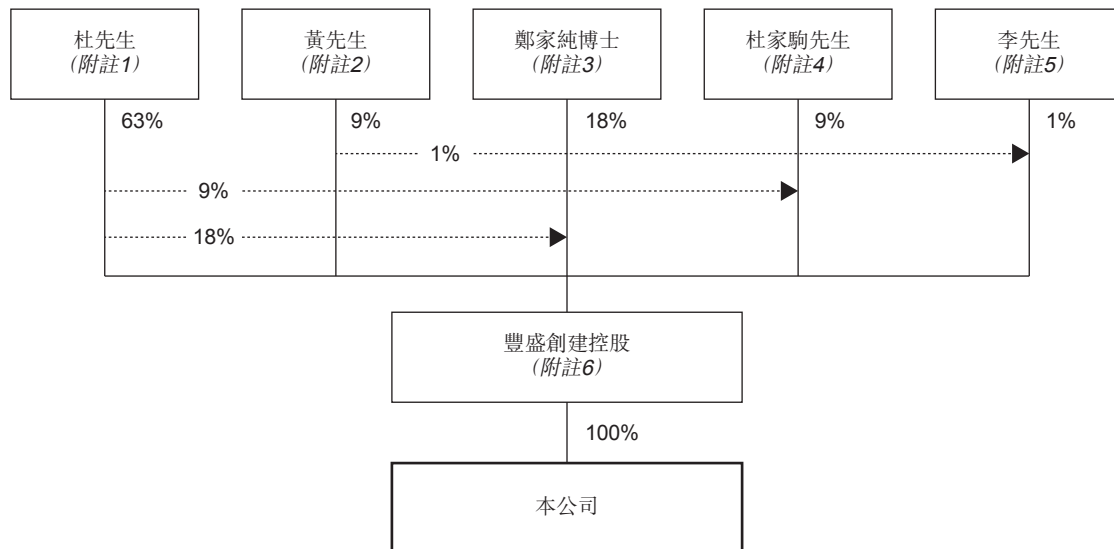 杜先生
（附註1）
黃先生
（附註2）
鄭家純博士
（附註3）
杜家駒先生
（附註4）
李先生
（附註5）
63%
9%
18%
9%
1%
1%
9%
18%
豐盛創建控股
（附註6）
100%
本公司